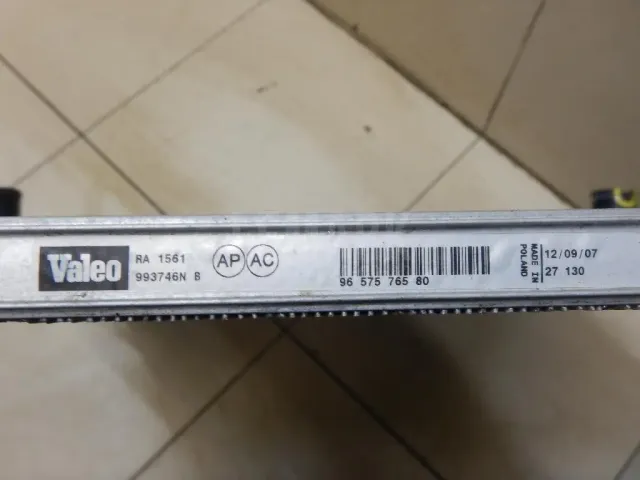 Valeo
RA 1561
993746N B
AP AC
96 575 765 80
MADE IN
POLAND
12/09/07
27 130